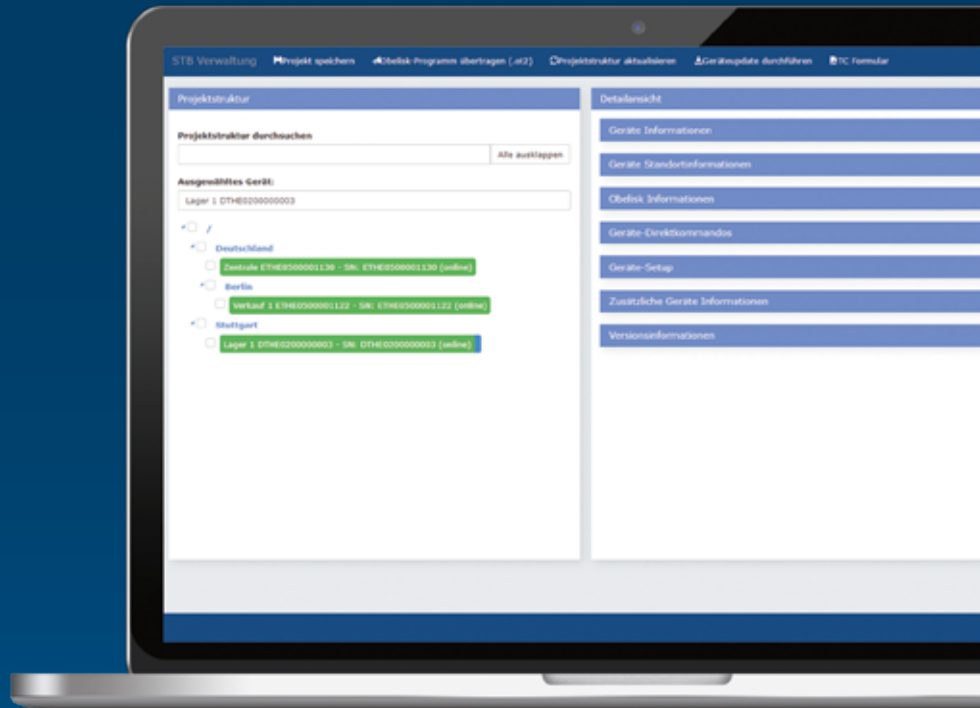 STB Verwaltung Projekt speichern Obelisk-Programm übertragen (.ot2) Projektstruktur aktualisieren Geräteupdate durchführen TC Formular
Projektstruktur
Projektstruktur durchsuchen
Alle ausklappen
Ausgewähltes Gerät:
Lager 1 DTHE0200000003
/
Deutschland
Zentrale ETHE0500001130 - SN: ETHE0500001130 (online)
Berlin
Verkauf 1 ETHE0500001122 - SN: ETHE0500001122 (online)
Stuttgart
Lager 1 DTHE0200000003 - SN: DTHE0200000003 (online)
Detailansicht
Geräte Informationen
Geräte Standortinformationen
Obelisk Informationen
Geräte-Direktkommandos
Geräte-Setup
Zusätzliche Geräte Informationen
Versionsinformationen